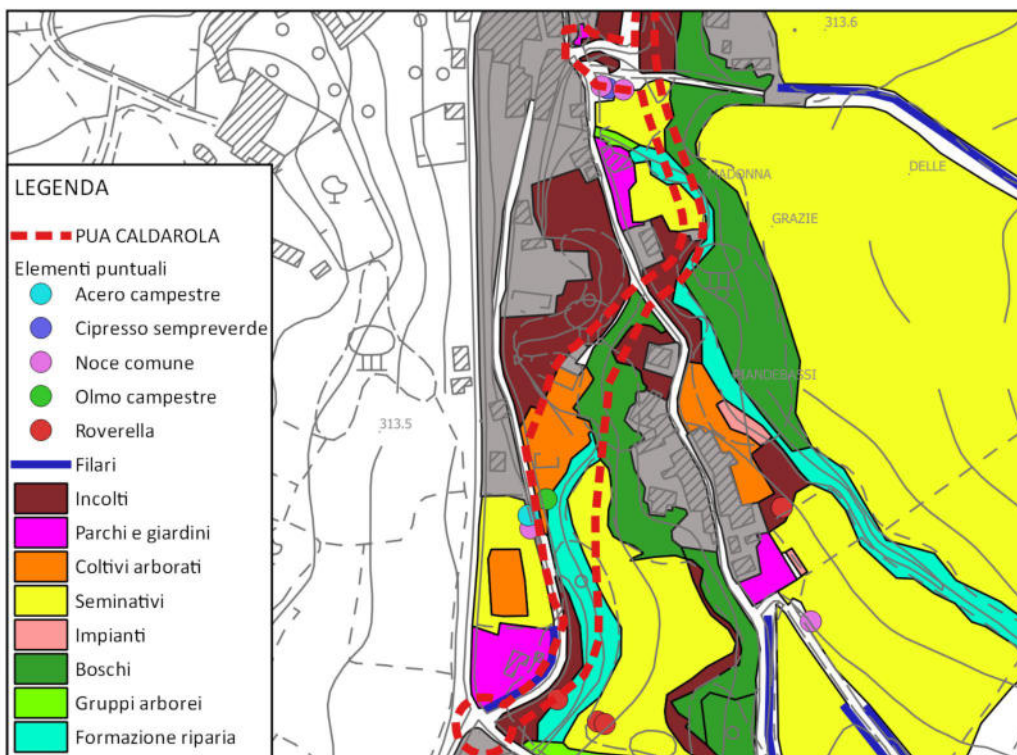 313.6
MADONNA
DELLE
GRAZIE
PIANDEBASSI
313.5
LEGENDA
PUA CALDAROLA
Elementi puntuali
Acero campestre
Cipresso sempreverde
Noce comune
Olmo campestre
Roverella
Filari
Incolti
Parchi e giardini
Coltivi arborati
Seminativi
Impianti
Boschi
Gruppi arborei
Formazione riparia